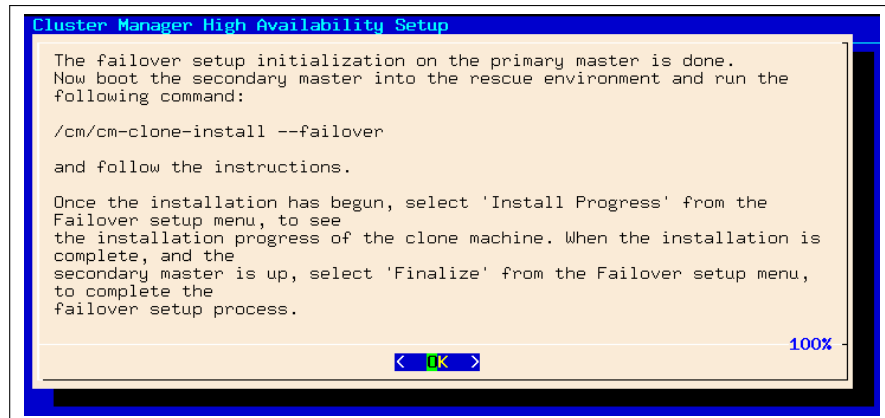 Cluster Manager High Availability Setup
The failover setup initialization on the primary master is done.
Now boot the secondary master into the rescue environment and run the
following command:
/cm/cm-clone-install --failover
and follow the instructions.
Once the installation has begun, select 'Install Progress' from the
Failover setup menu, to see
the installation progress of the clone machine. When the installation is
complete, and the
secondary master is up, select 'Finalize' from the Failover setup menu,
to complete the
failover setup process.
100%
< OK >